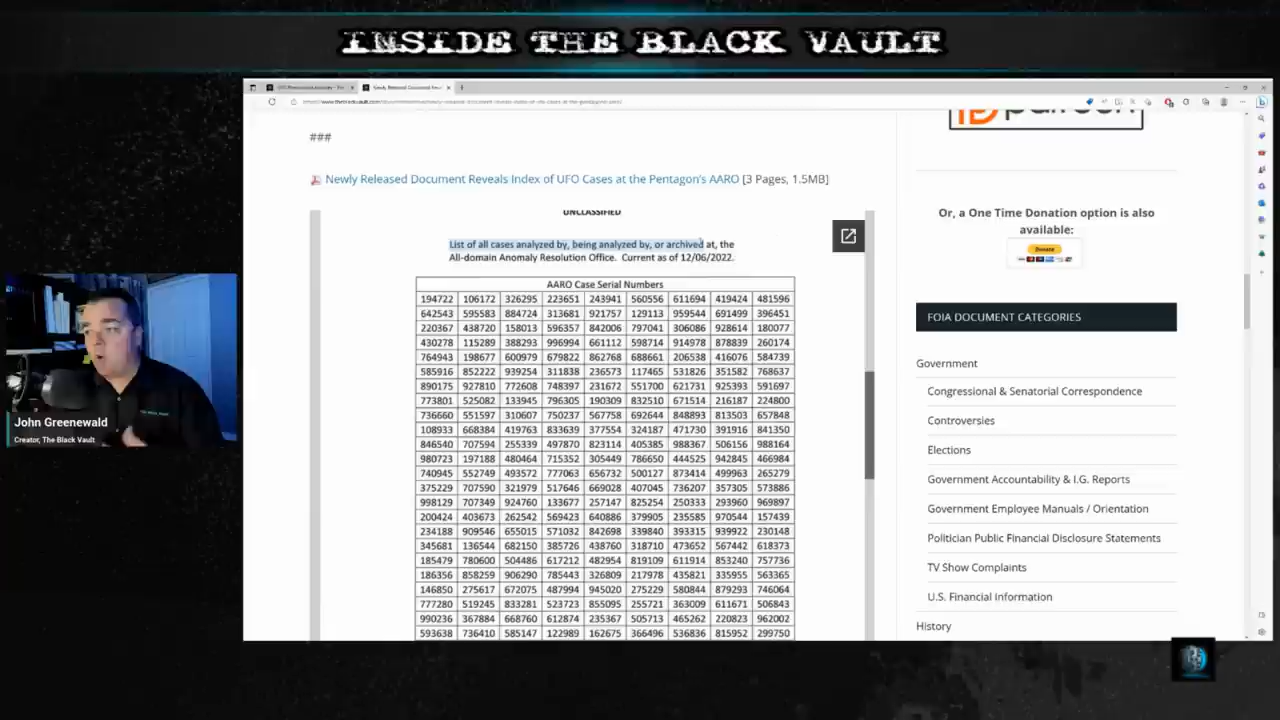 INSIDE THE BLACK VAULT
###
Newly Released Document Reveals Index of UFO Cases at the Pentagon's AARO [3 Pages, 1.5MB]
UNCLASSIFIED
List of all cases analyzed by, being analyzed by, or archived at, the
All-domain Anomaly Resolution Office. Current as of 12/06/2022.
AARO Case Serial Numbers
194722 106172 326295 223651 243941 560556 611694 419424 481596
642543 595583 884724 313681 921757 129113 959544 691499 396451
220367 438720 158013 596357 842006 797041 306086 928614 180077
430278 115289 388293 996994 661112 598714 914978 878839 260174
764943 198677 600979 679822 862768 688661 206538 416076 584739
585916 852222 939254 311838 236573 117465 531826 351582 768637
890175 927810 772608 748397 231672 551700 621731 925393 591697
773801 525082 133945 796305 190309 832510 671514 216187 224800
736660 551597 310607 750237 567758 692644 848893 813503 657848
108933 668384 419763 833639 377554 324187 471730 391916 841350
846540 707594 255339 497870 823114 405385 988367 506156 988164
980723 197188 480464 715352 305449 786650 444525 942845 466984
740945 552749 493572 777063 656732 500127 873414 499963 265279
375229 707590 321979 517646 669028 407045 736207 357305 573886
998129 707349 924760 133677 257147 825254 250333 293960 969897
200424 403673 262542 569423 640886 379905 235585 970544 157439
234188 909546 655015 571032 842698 339840 393315 939922 230148
345681 136544 682150 385726 438760 318710 473652 567442 618373
185479 780600 504486 617212 482954 819109 611914 853240 757736
186356 858259 906290 785443 326809 217978 435821 335955 563365
146850 275617 672075 487994 945020 275229 580844 879293 746064
777280 519245 833281 523723 855095 255721 363009 611671 506843
990236 367884 668760 612874 235367 505713 465262 220823 962002
593638 736410 585147 122989 162675 366496 536836 815952 299750
Or, a One Time Donation option is also
available:
Donate
FOIA DOCUMENT CATEGORIES
Government
Congressional & Senatorial Correspondence
Controversies
Elections
Government Accountability & I.G. Reports
Government Employee Manuals / Orientation
Politician Public Financial Disclosure Statements
TV Show Complaints
U.S. Financial Information
History
John Greenewald
Creator, The Black Vault